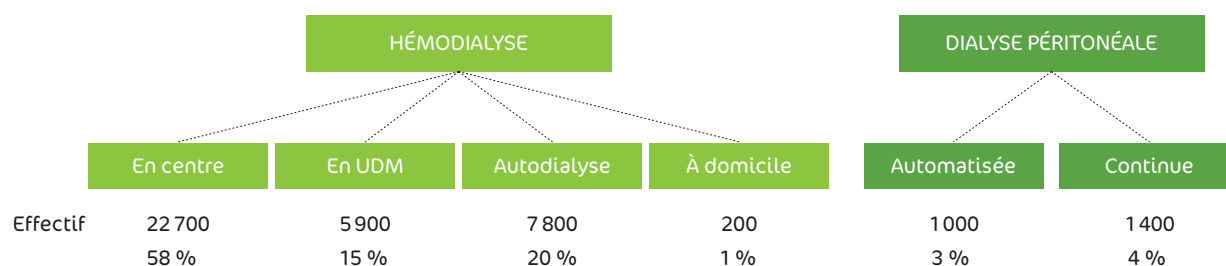 HÉMODIALYSE DIALYSE PÉRITONÉALE
En centre En UDM Autodialyse À domicile Automatisée Continue
Effectif 22 700 5 900 7 800 200 1 000 1 400
58 % 15 % 20 % 1 % 3 % 4 %